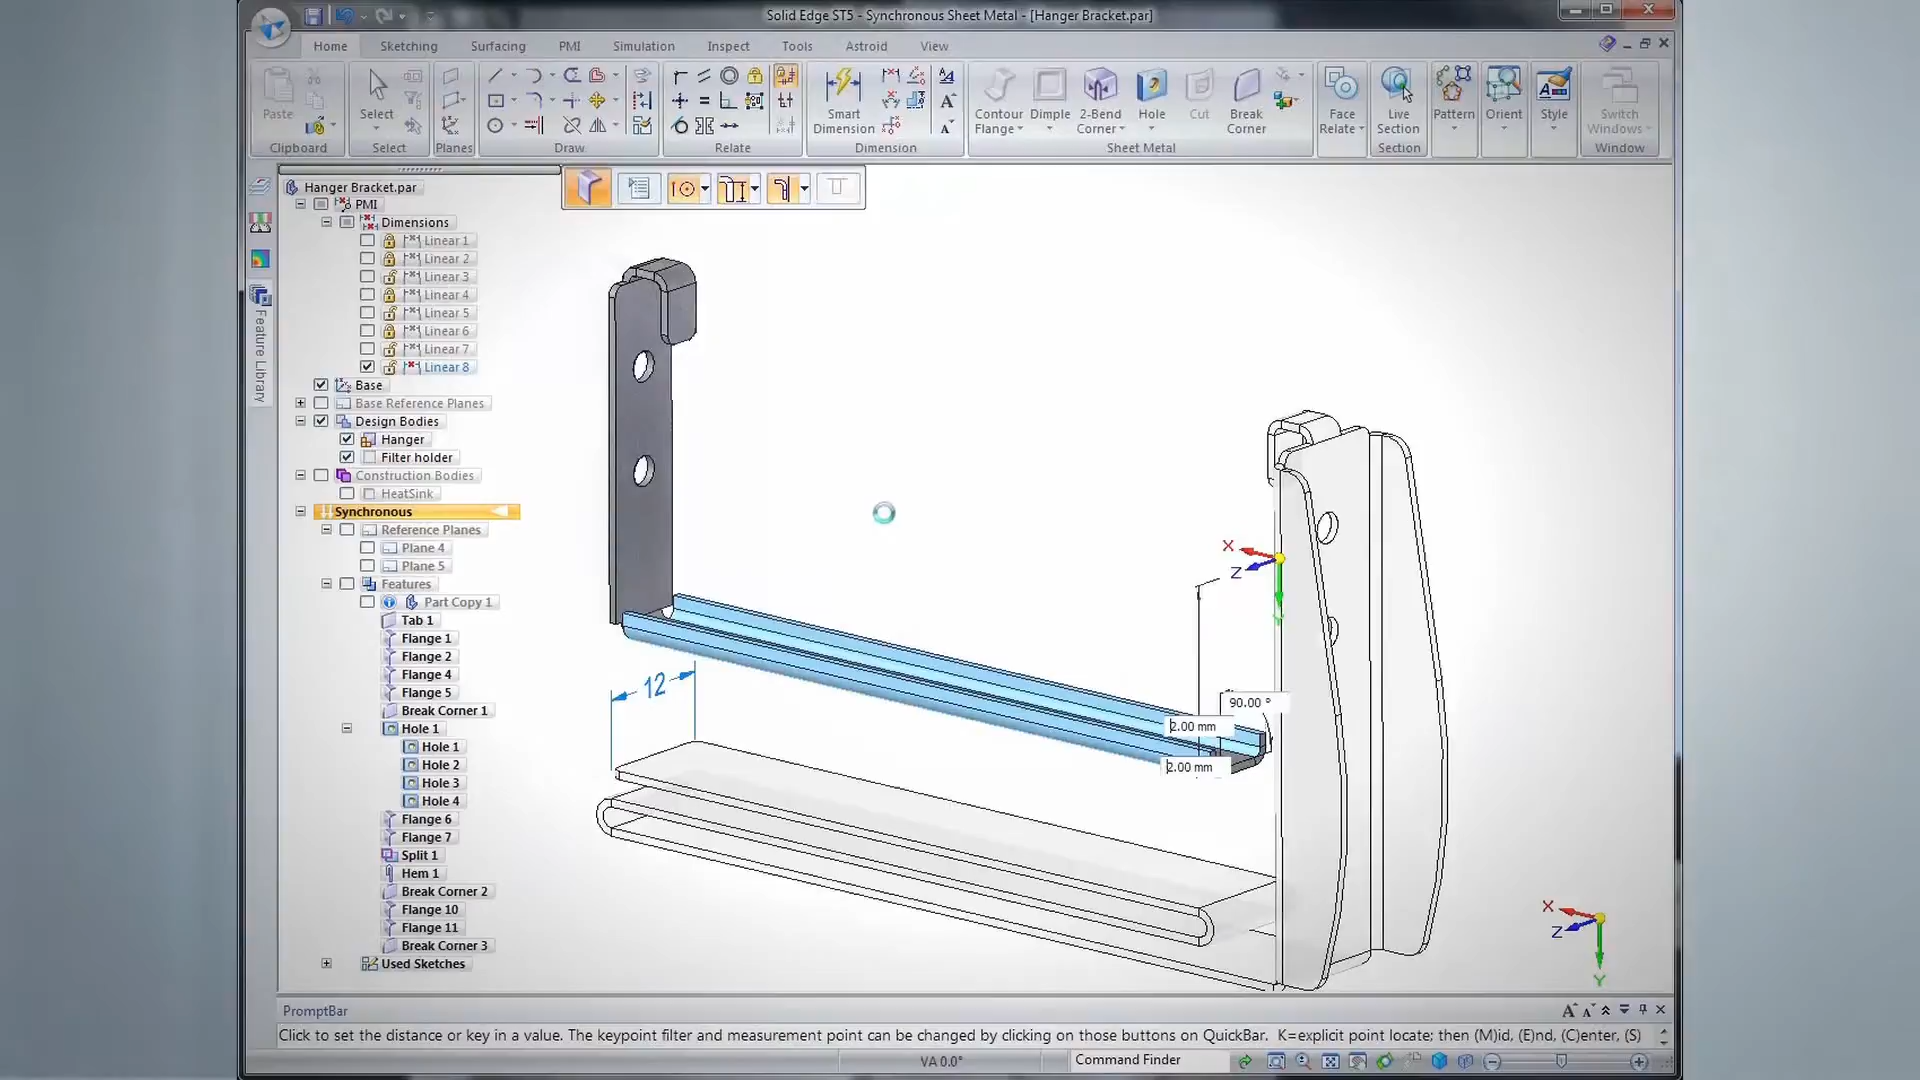 Solid Edge ST5 - Synchronous Sheet Metal - [Hanger Bracket.par]
Home Sketching Surfacing PMI Simulation Inspect Tools Astroid View
Paste
Clipboard
Select
Select
Planes
Draw
Relate
Smart Dimension
Dimension
Contour Flange
Dimple
2-Bend Corner
Hole
Cut
Break Corner
Sheet Metal
Face Relate
Live Section
Section
Pattern
Orient
Style
Switch Windows
Window
Feature Library
Hanger Bracket.par
PMI
Dimensions
Linear 1
Linear 2
Linear 3
Linear 4
Linear 5
Linear 6
Linear 7
Linear 8
Base
Base Reference Planes
Design Bodies
Hanger
Filter holder
Construction Bodies
HeatSink
Synchronous
Reference Planes
Plane 4
Plane 5
Features
Part Copy 1
Tab 1
Flange 1
Flange 2
Flange 4
Flange 5
Break Corner 1
Hole 1
Hole 1
Hole 2
Hole 3
Hole 4
Flange 6
Flange 7
Split 1
Hem 1
Break Corner 2
Flange 10
Flange 11
Break Corner 3
Used Sketches
X
Z
Y
12
90.00 °
2.00 mm
2.00 mm
X
Z
Y
PromptBar
Click to set the distance or key in a value. The keypoint filter and measurement point can be changed by clicking on those buttons on QuickBar. K=explicit point locate; then (M)id, (E)nd, (C)enter, (S)
VA 0.0°
Command Finder